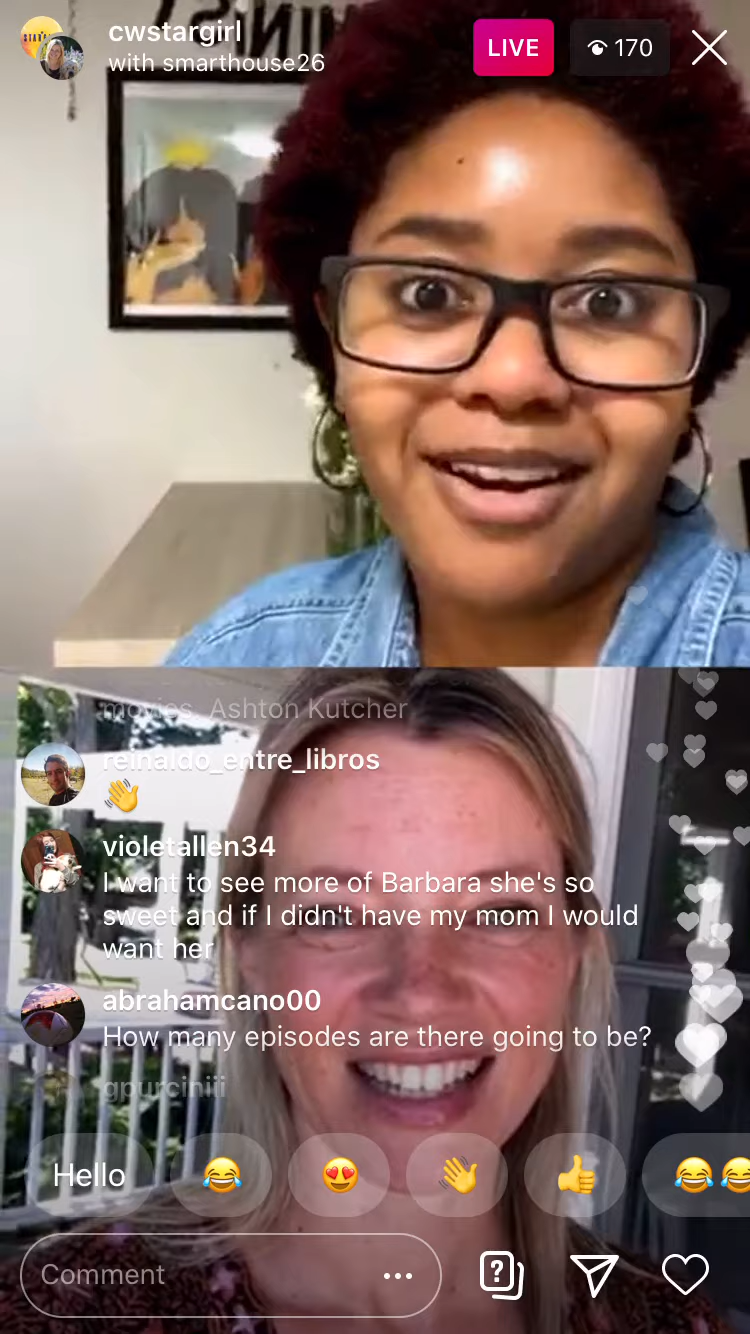 cwstargirl
with smarthouse26
LIVE
170
movies Ashton Kutcher
reinaldo_entre_libros
👋
violetallen34
I want to see more of Barbara she's so
sweet and if I didn't have my mom I would
want her
abrahamcano00
How many episodes are there going to be?
gpurciniii
Hello
😂
😍
👋
👍
😂😂
Comment